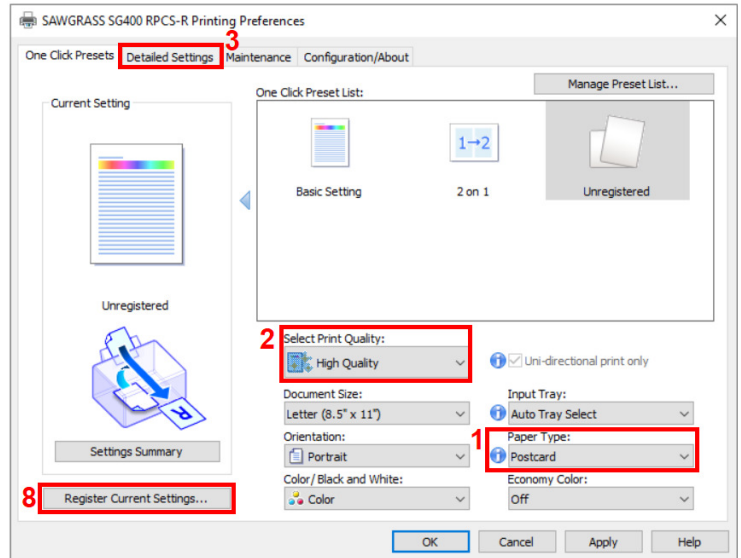 SAWGRASS SG400 RPCS-R Printing Preferences
3
One Click Presets Detailed Settings Maintenance Configuration/About
Manage Preset List...
Current Setting
One Click Preset List:
1→2
Basic Setting 2 on 1 Unregistered
Unregistered
2 Select Print Quality:
High Quality
Uni-directional print only
Document Size:
Letter (8.5" x 11")
Input Tray:
Auto Tray Select
Orientation:
Portrait
1 Paper Type:
Postcard
Color/Black and White:
Color
Economy Color:
Off
R
Settings Summary
8 Register Current Settings...
OK Cancel Apply Help